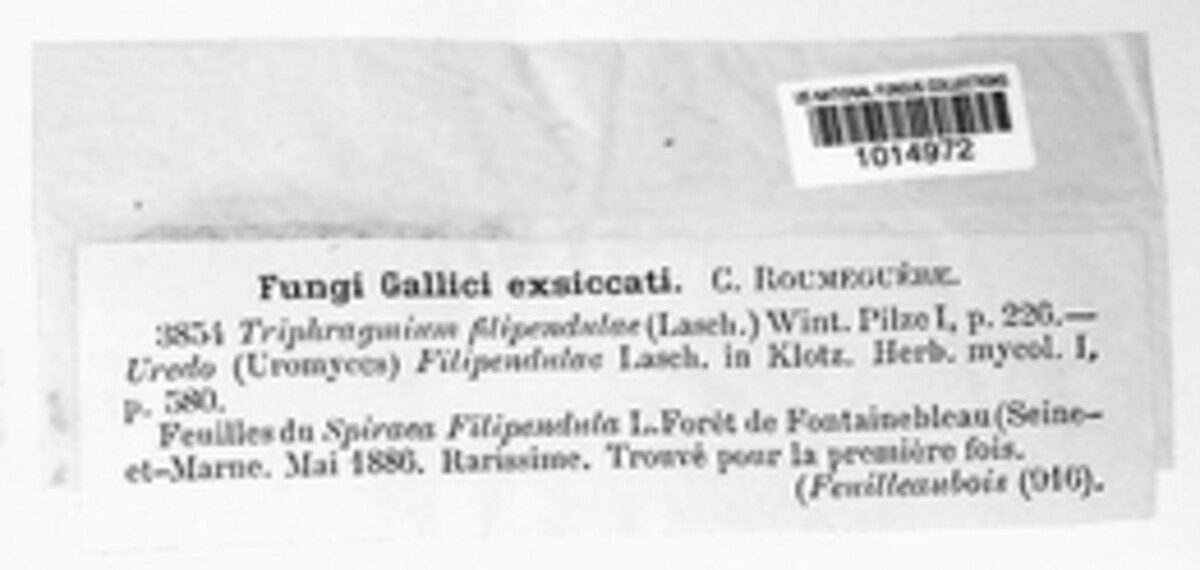 US NATIONAL FUNGUS COLLECTIONS
1014972
Fungi Gallici exsiccati. C. ROUMEGUÈRE.
3854 Triphragmium filipendulae (Lasch.) Wint. Pilze I, p. 226.—
Uredo (Uromyces) Filipendulae Lasch. in Klotz. Herb. mycol. I,
p. 580.
Feuilles du Spiraea Filipendula L. Forêt de Fontainebleau (Seine-
et-Marne. Mai 1886. Rarissime. Trouvé pour la première fois.
(Feuilleaubois (916).